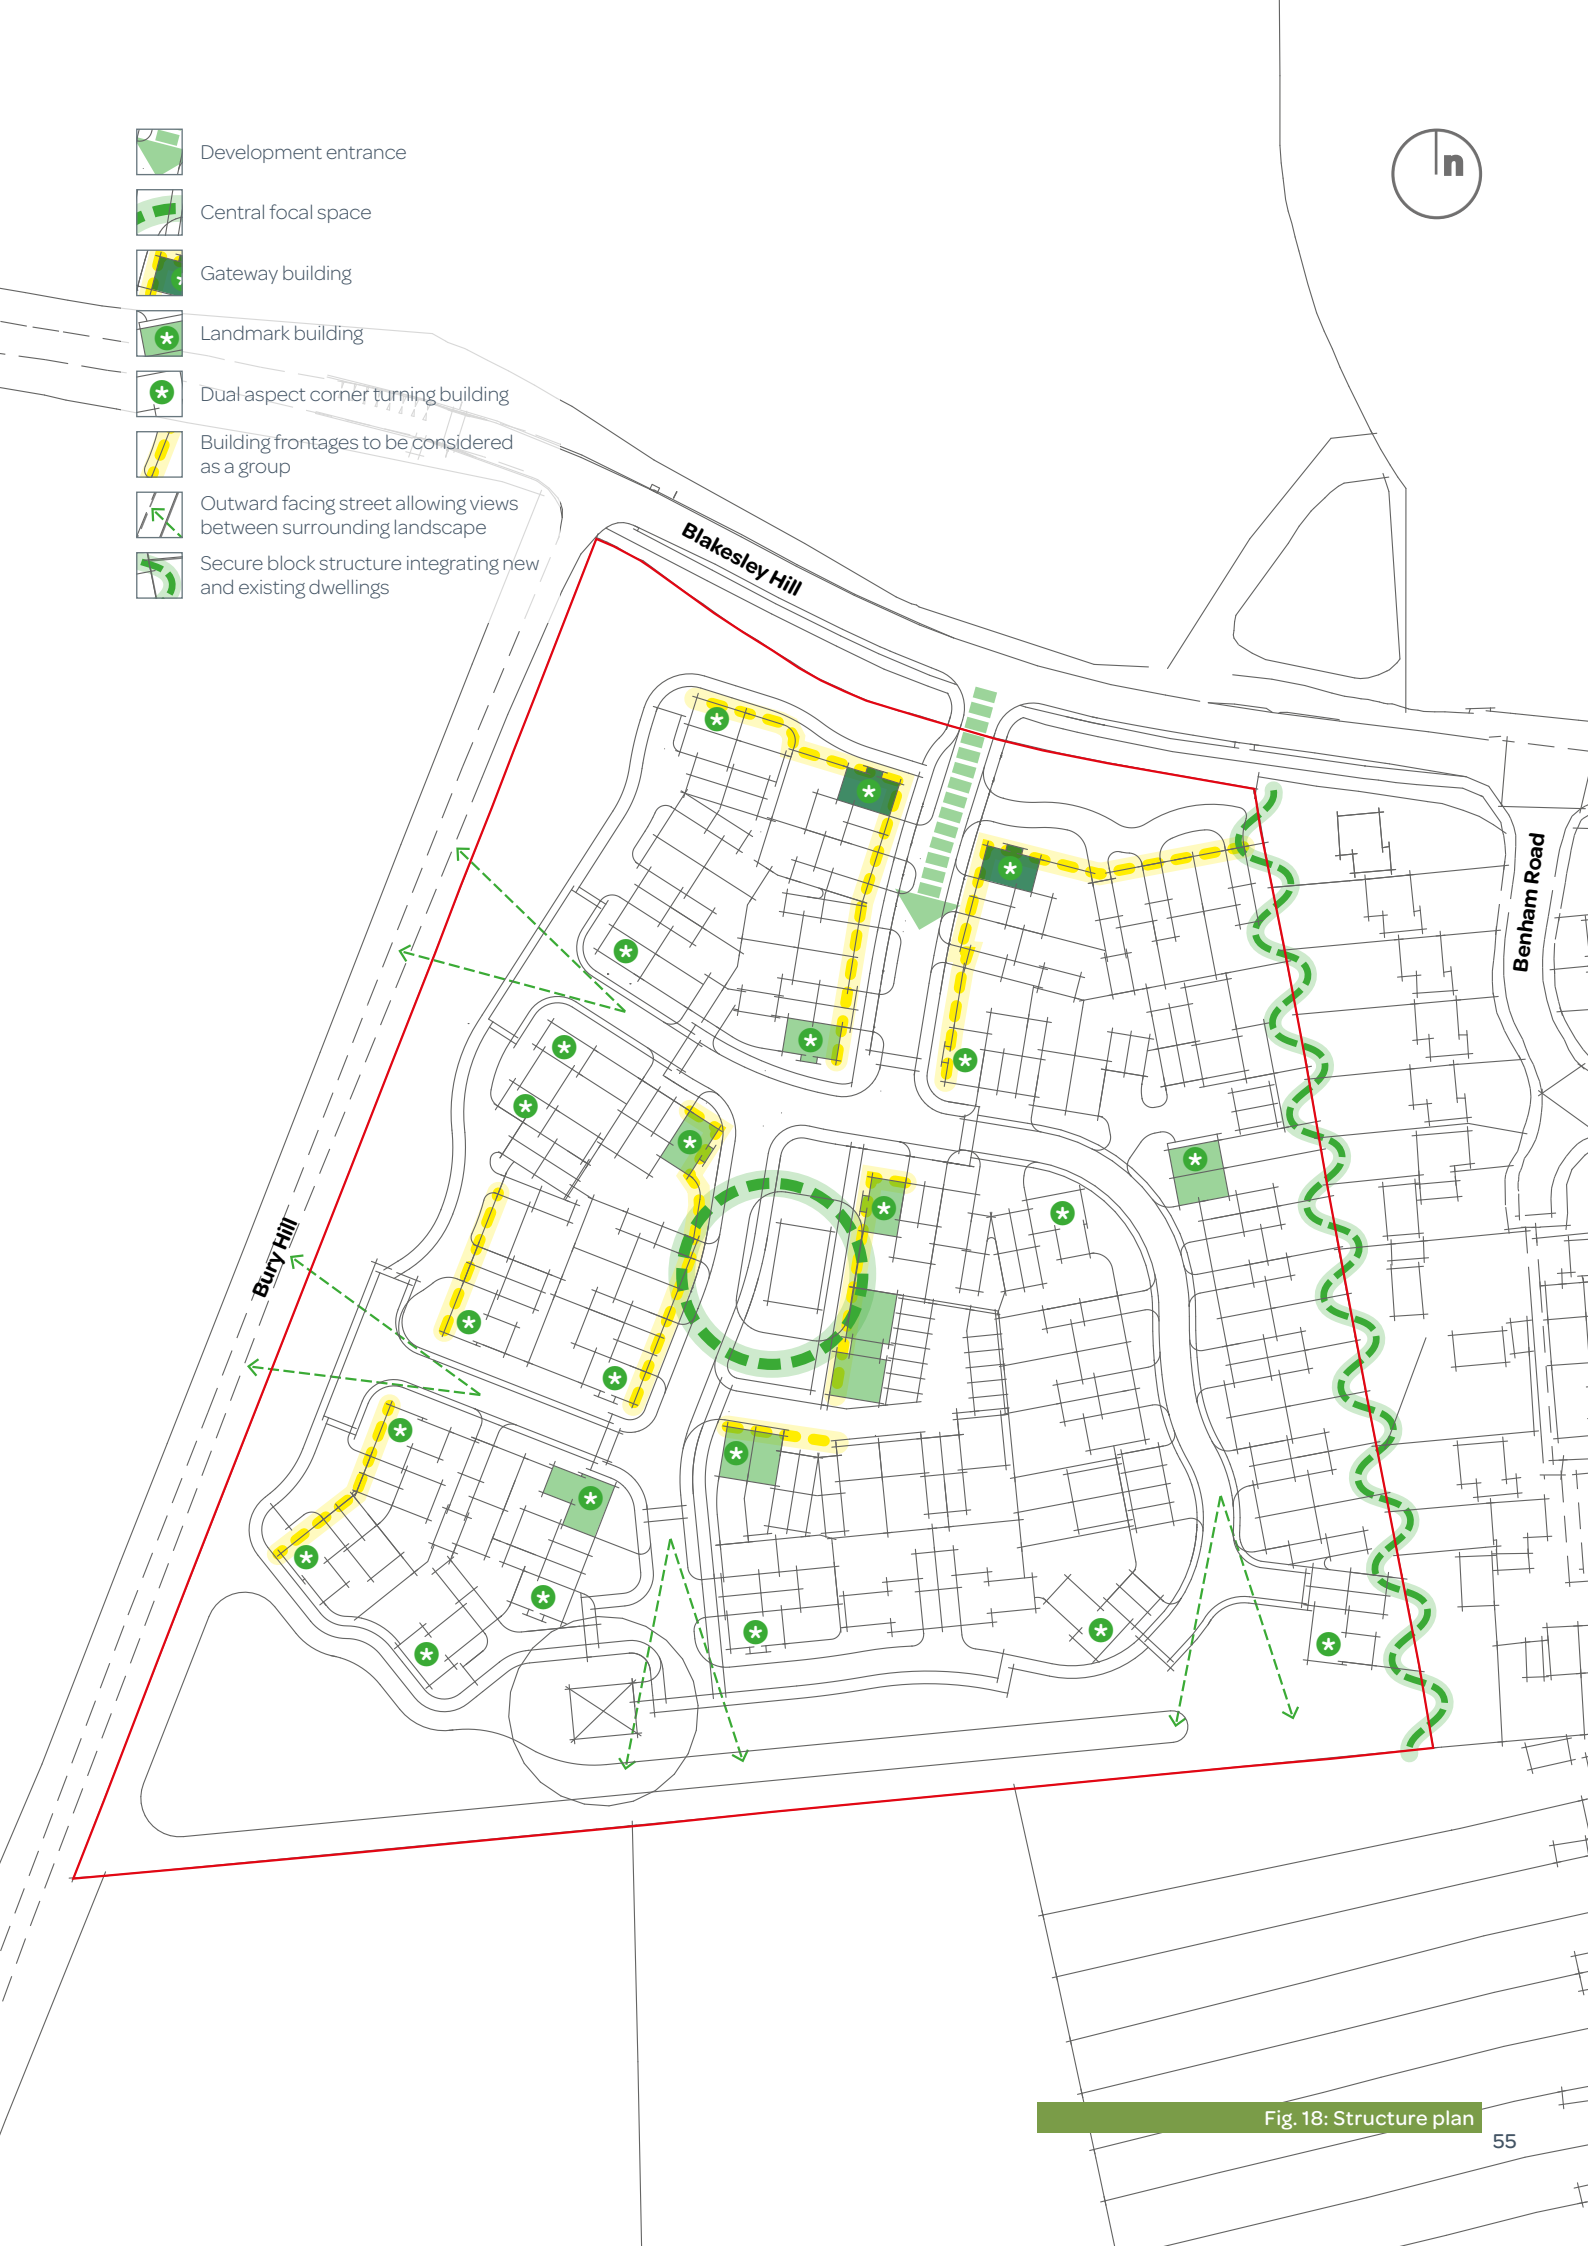 Development entrance
Central focal space
Gateway building
Landmark building
Dual aspect corner turning building
Building frontages to be considered
as a group
Outward facing street allowing views
between surrounding landscape
Secure block structure integrating new
and existing dwellings
n
Blakesley Hill
Benham Road
Bury Hill
Fig. 18: Structure plan
55